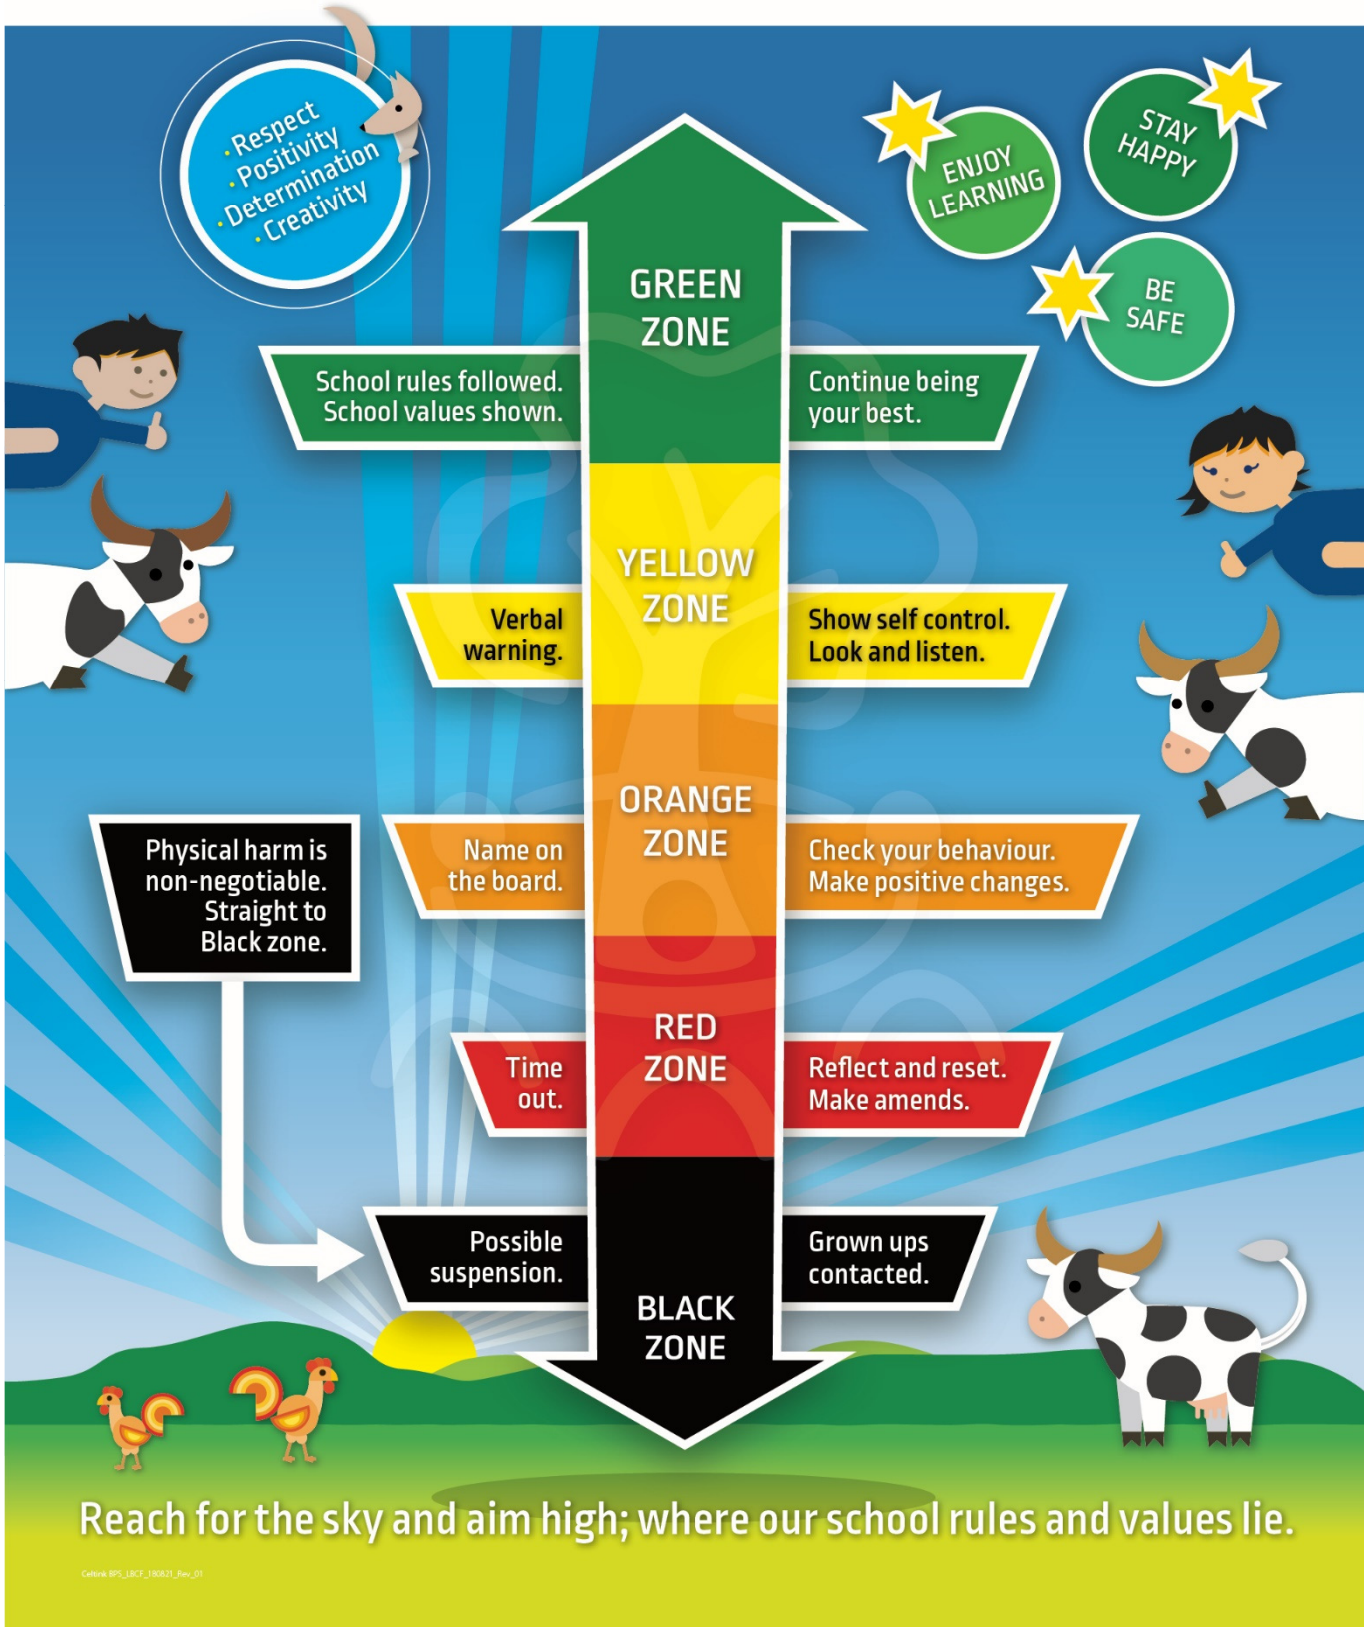 · Respect
· Positivity
· Determination
· Creativity
ENJOY
LEARNING
STAY
HAPPY
BE
SAFE
GREEN
ZONE
School rules followed.
School values shown.
Continue being
your best.
YELLOW
ZONE
Verbal
warning.
Show self control.
Look and listen.
ORANGE
ZONE
Physical harm is
non-negotiable.
Straight to
Black zone.
Name on
the board.
Check your behaviour.
Make positive changes.
RED
ZONE
Time
out.
Reflect and reset.
Make amends.
Possible
suspension.
Grown ups
contacted.
BLACK
ZONE
Reach for the sky and aim high; where our school rules and values lie.
Celtink BPS_LBCF_180821_Rev_01